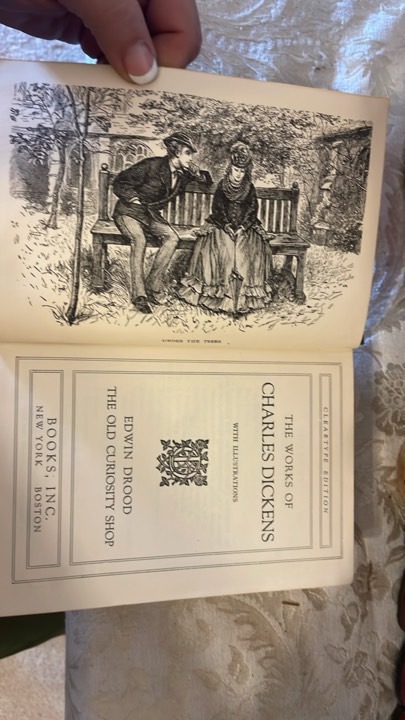 UNDER THE TREES
CLEARTYPE EDITION
THE WORKS OF
CHARLES DICKENS
WITH ILLUSTRATIONS
EDWIN DROOD
THE OLD CURIOSITY SHOP
BOOKS, INC.
NEW YORK BOSTON